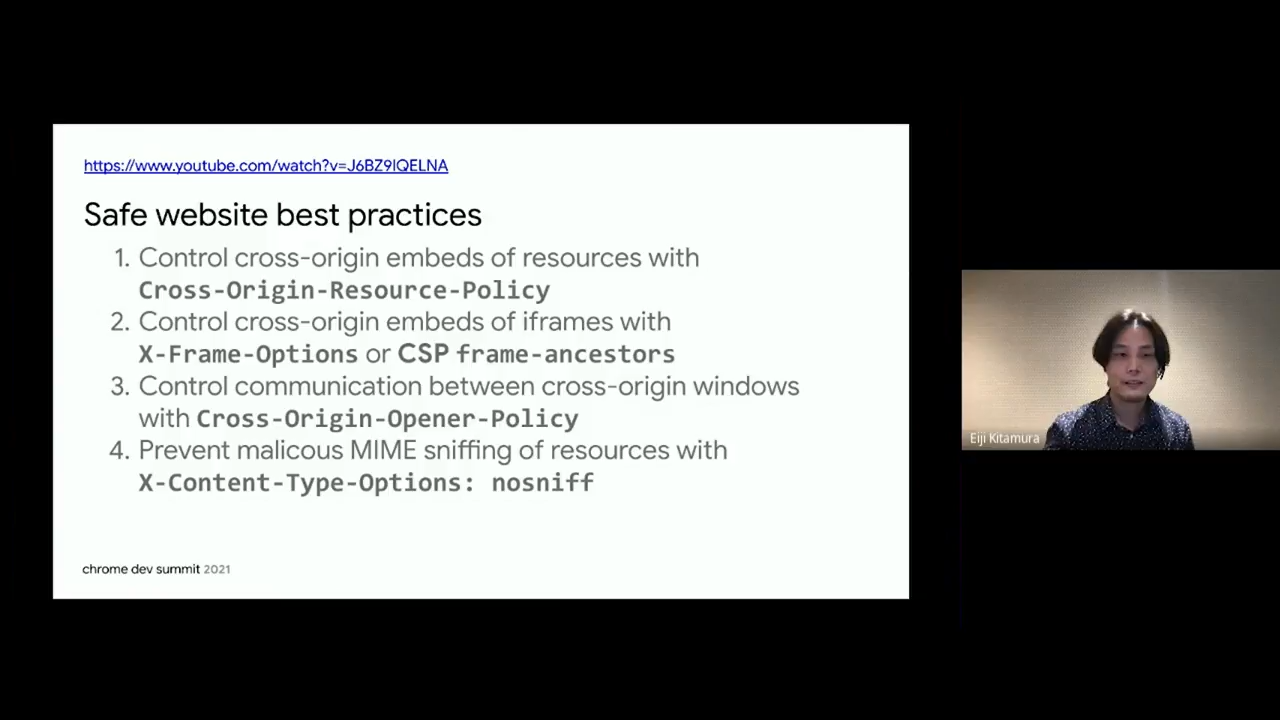 https://www.youtube.com/watch?v=J6BZ9lQELNA
Safe website best practices
1. Control cross-origin embeds of resources with
Cross-Origin-Resource-Policy
2. Control cross-origin embeds of iframes with
X-Frame-Options or CSP frame-ancestors
3. Control communication between cross-origin windows
with Cross-Origin-Opener-Policy
4. Prevent malicous MIME sniffing of resources with
X-Content-Type-Options: nosniff
chrome dev summit 2021
Eiji Kitamura